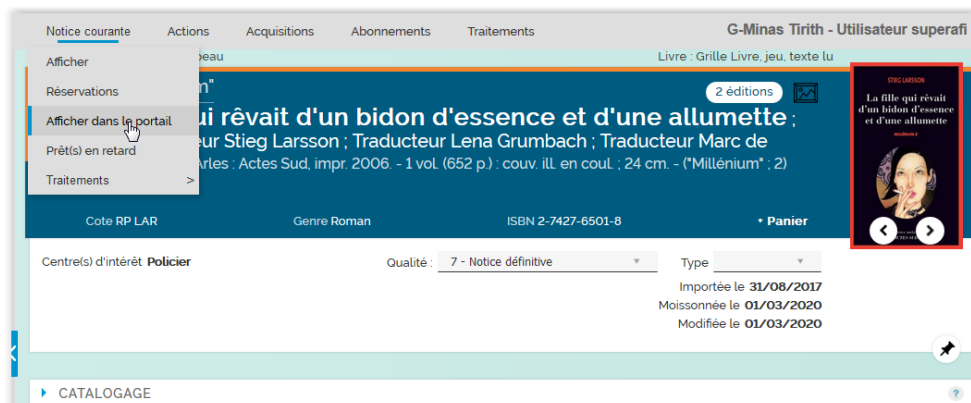 Notice courante Actions Acquisitions Abonnements Traitements G-Minas Tirith - Utilisateur superafi
Afficher
Réservations
Afficher dans le portail
Prêt(s) en retard
Traitements >
beau Livre : Grille Livre, jeu, texte lu
m" 2 éditions
ui rêvait d'un bidon d'essence et d'une allumette ;
ur Stieg Larsson ; Traducteur Lena Grumbach ; Traducteur Marc de
Arles : Actes Sud, impr. 2006. - 1 vol. (652 p.) : couv. ill. en coul. ; 24 cm. - ("Millénium" ; 2)
Cote RP LAR Genre Roman ISBN 2-7427-6501-8 + Panier
STIEG LARSSON
La fille qui rêvait
d'un bidon d'essence
et d'une allumette
MILLÉNIUM 2
Centre(s) d'intérêt Policier Qualité : 7 - Notice définitive Type
Importée le 31/08/2017
Moissonnée le 01/03/2020
Modifiée le 01/03/2020
CATALOGAGE ?